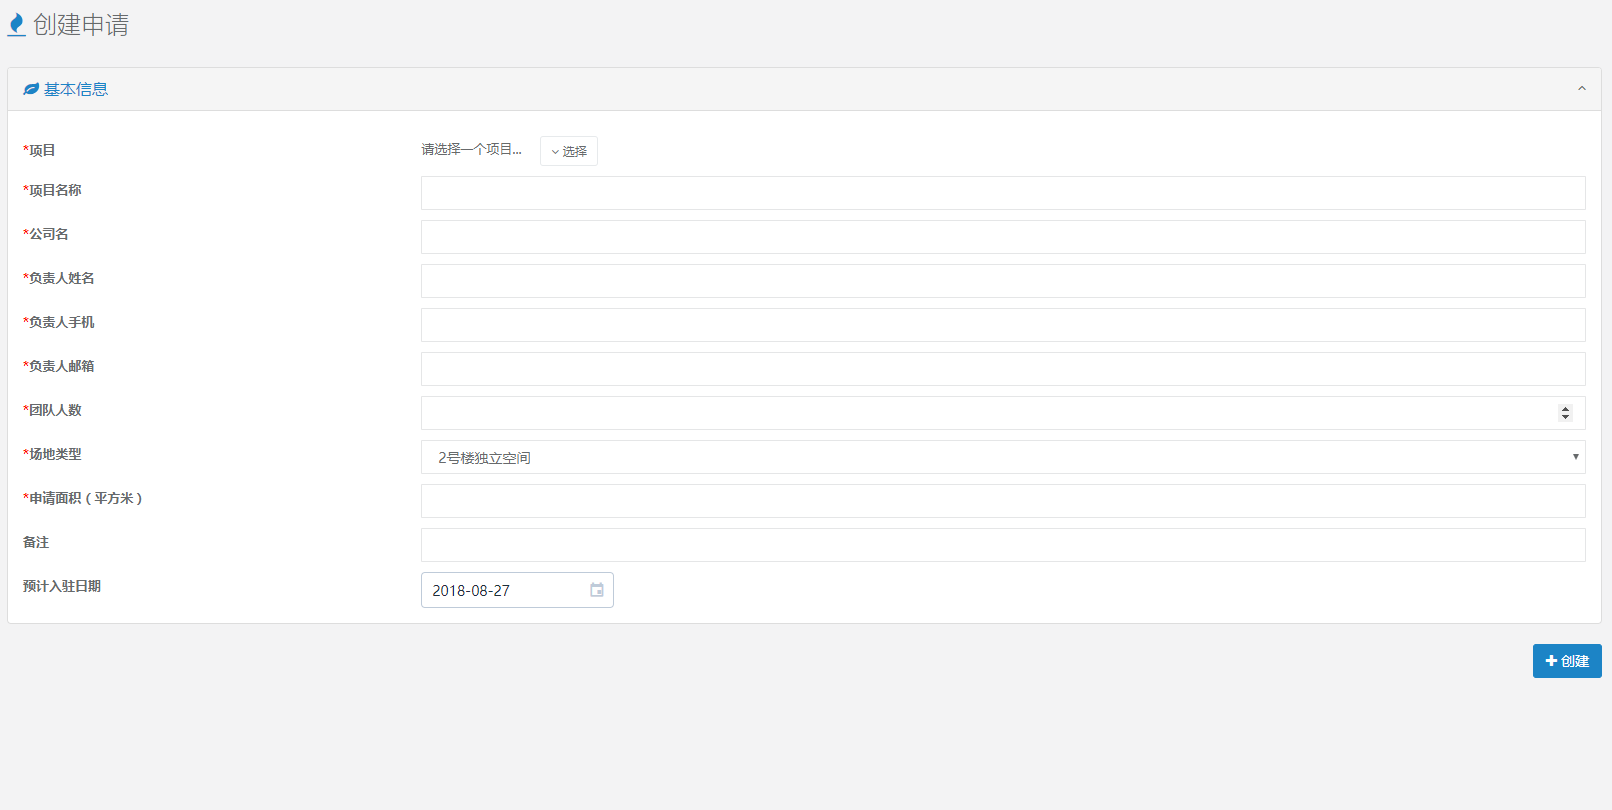 创建申请
基本信息
*项目 请选择一个项目... 选择
*项目名称
*公司名
*负责人姓名
*负责人手机
*负责人邮箱
*团队人数
*场地类型 2号楼独立空间
*申请面积（平方米）
备注
预计入驻日期 2018-08-27
创建